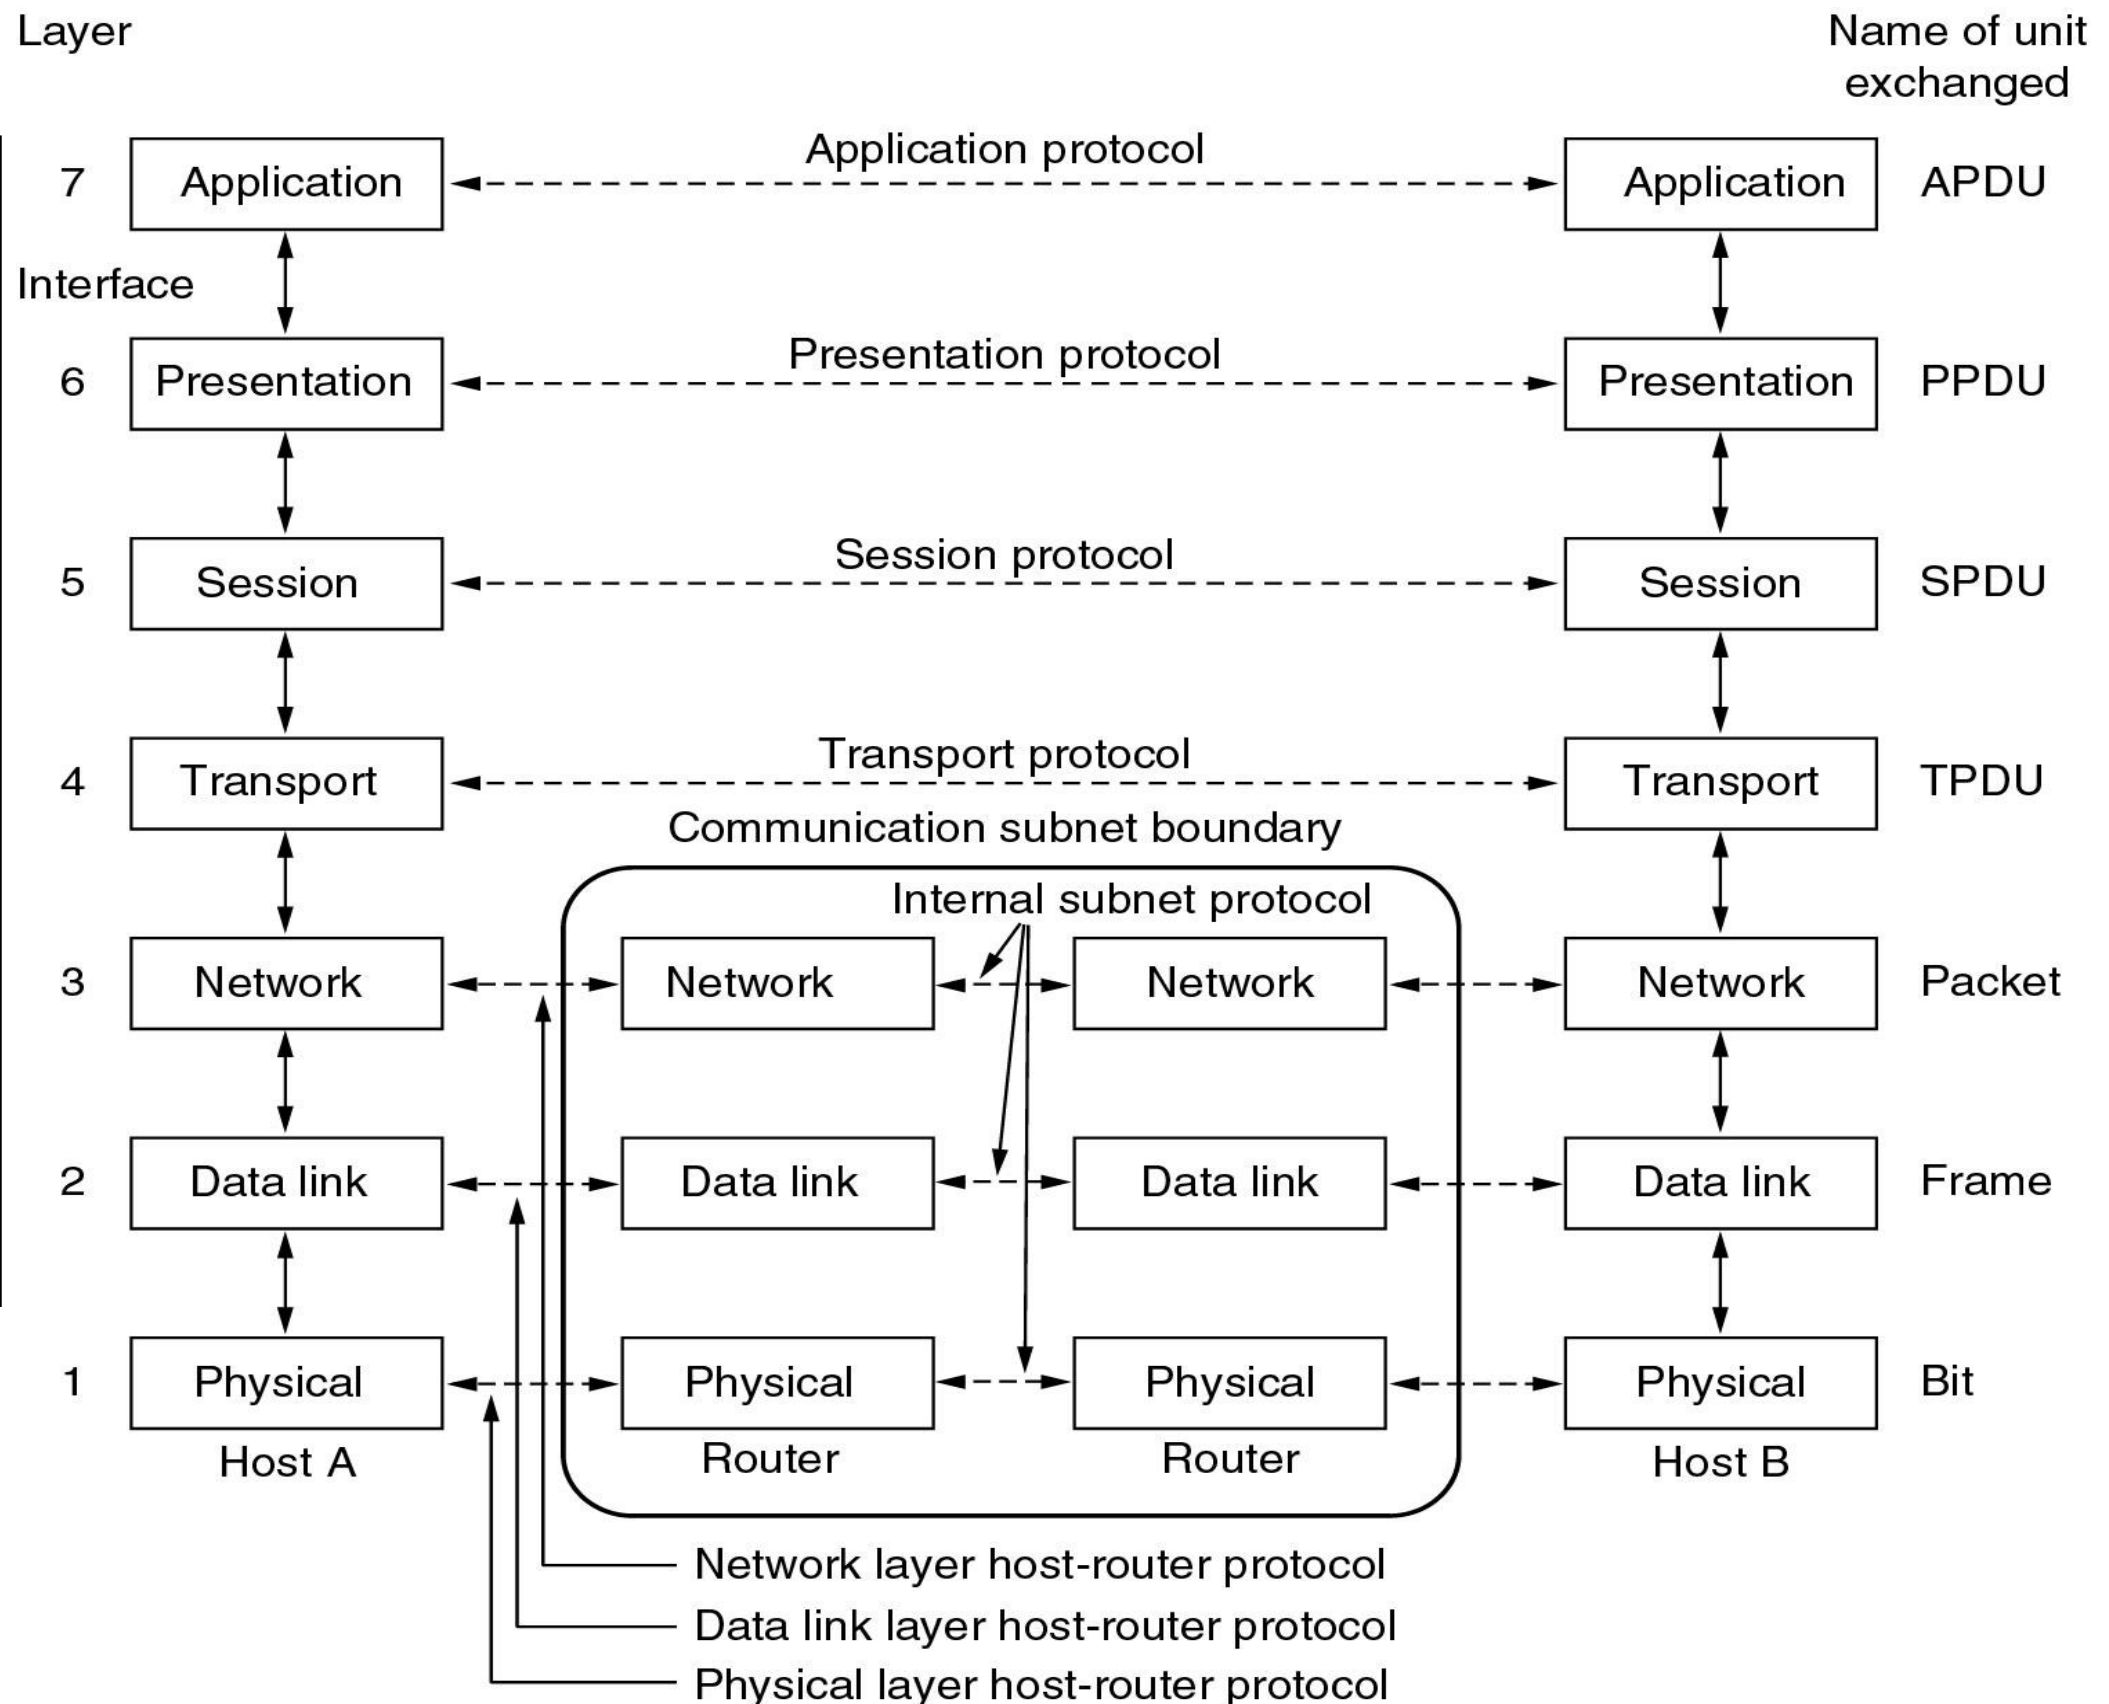 Layer
Name of unit
exchanged
Application protocol
7 Application Application APDU
Interface
Presentation protocol
6 Presentation Presentation PPDU
Session protocol
5 Session Session SPDU
Transport protocol
4 Transport Transport TPDU
Communication subnet boundary
Internal subnet protocol
3 Network Network Network Network Packet
2 Data link Data link Data link Data link Frame
1 Physical Physical Physical Physical Bit
Host A Router Router Host B
Network layer host-router protocol
Data link layer host-router protocol
Physical layer host-router protocol